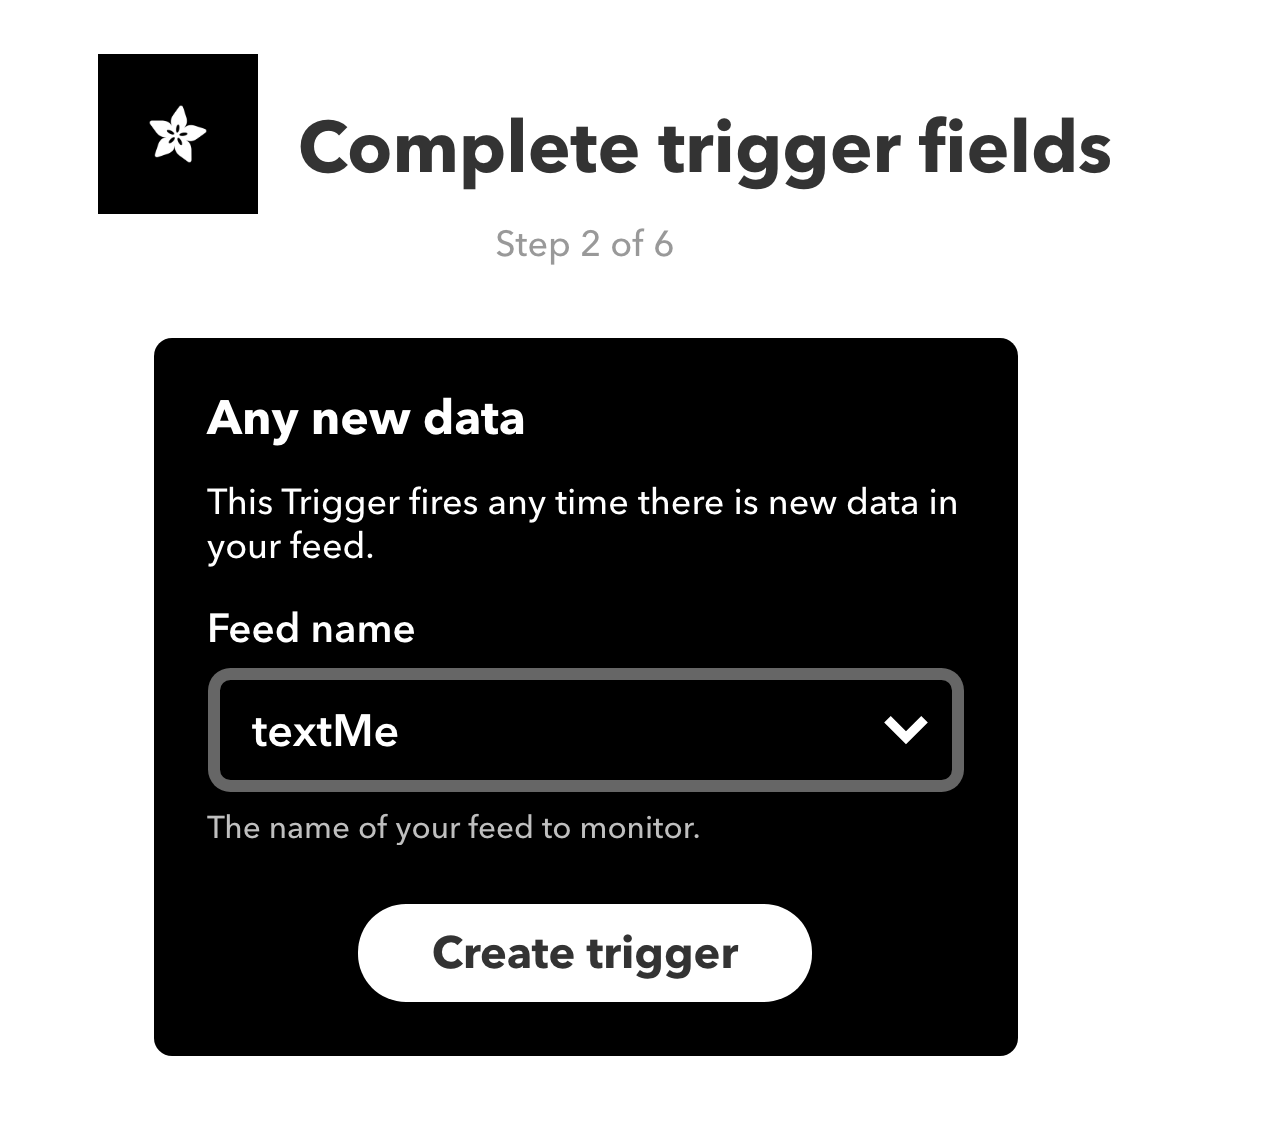 Complete trigger fields
Step 2 of 6
Any new data
This Trigger fires any time there is new data in
your feed.
Feed name
textMe
The name of your feed to monitor.
Create trigger